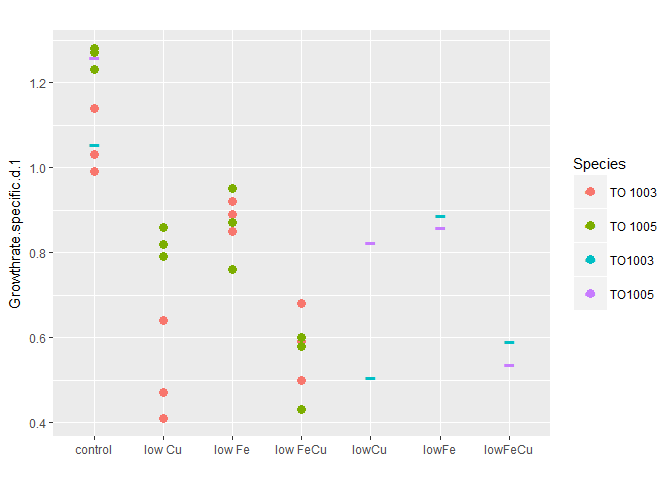 Growthrate.specific.d.1
1.2
1.0
0.8
0.6
0.4
control
low Cu
low Fe
low FeCu
lowCu
lowFe
lowFeCu
Species
TO 1003
TO 1005
TO1003
TO1005